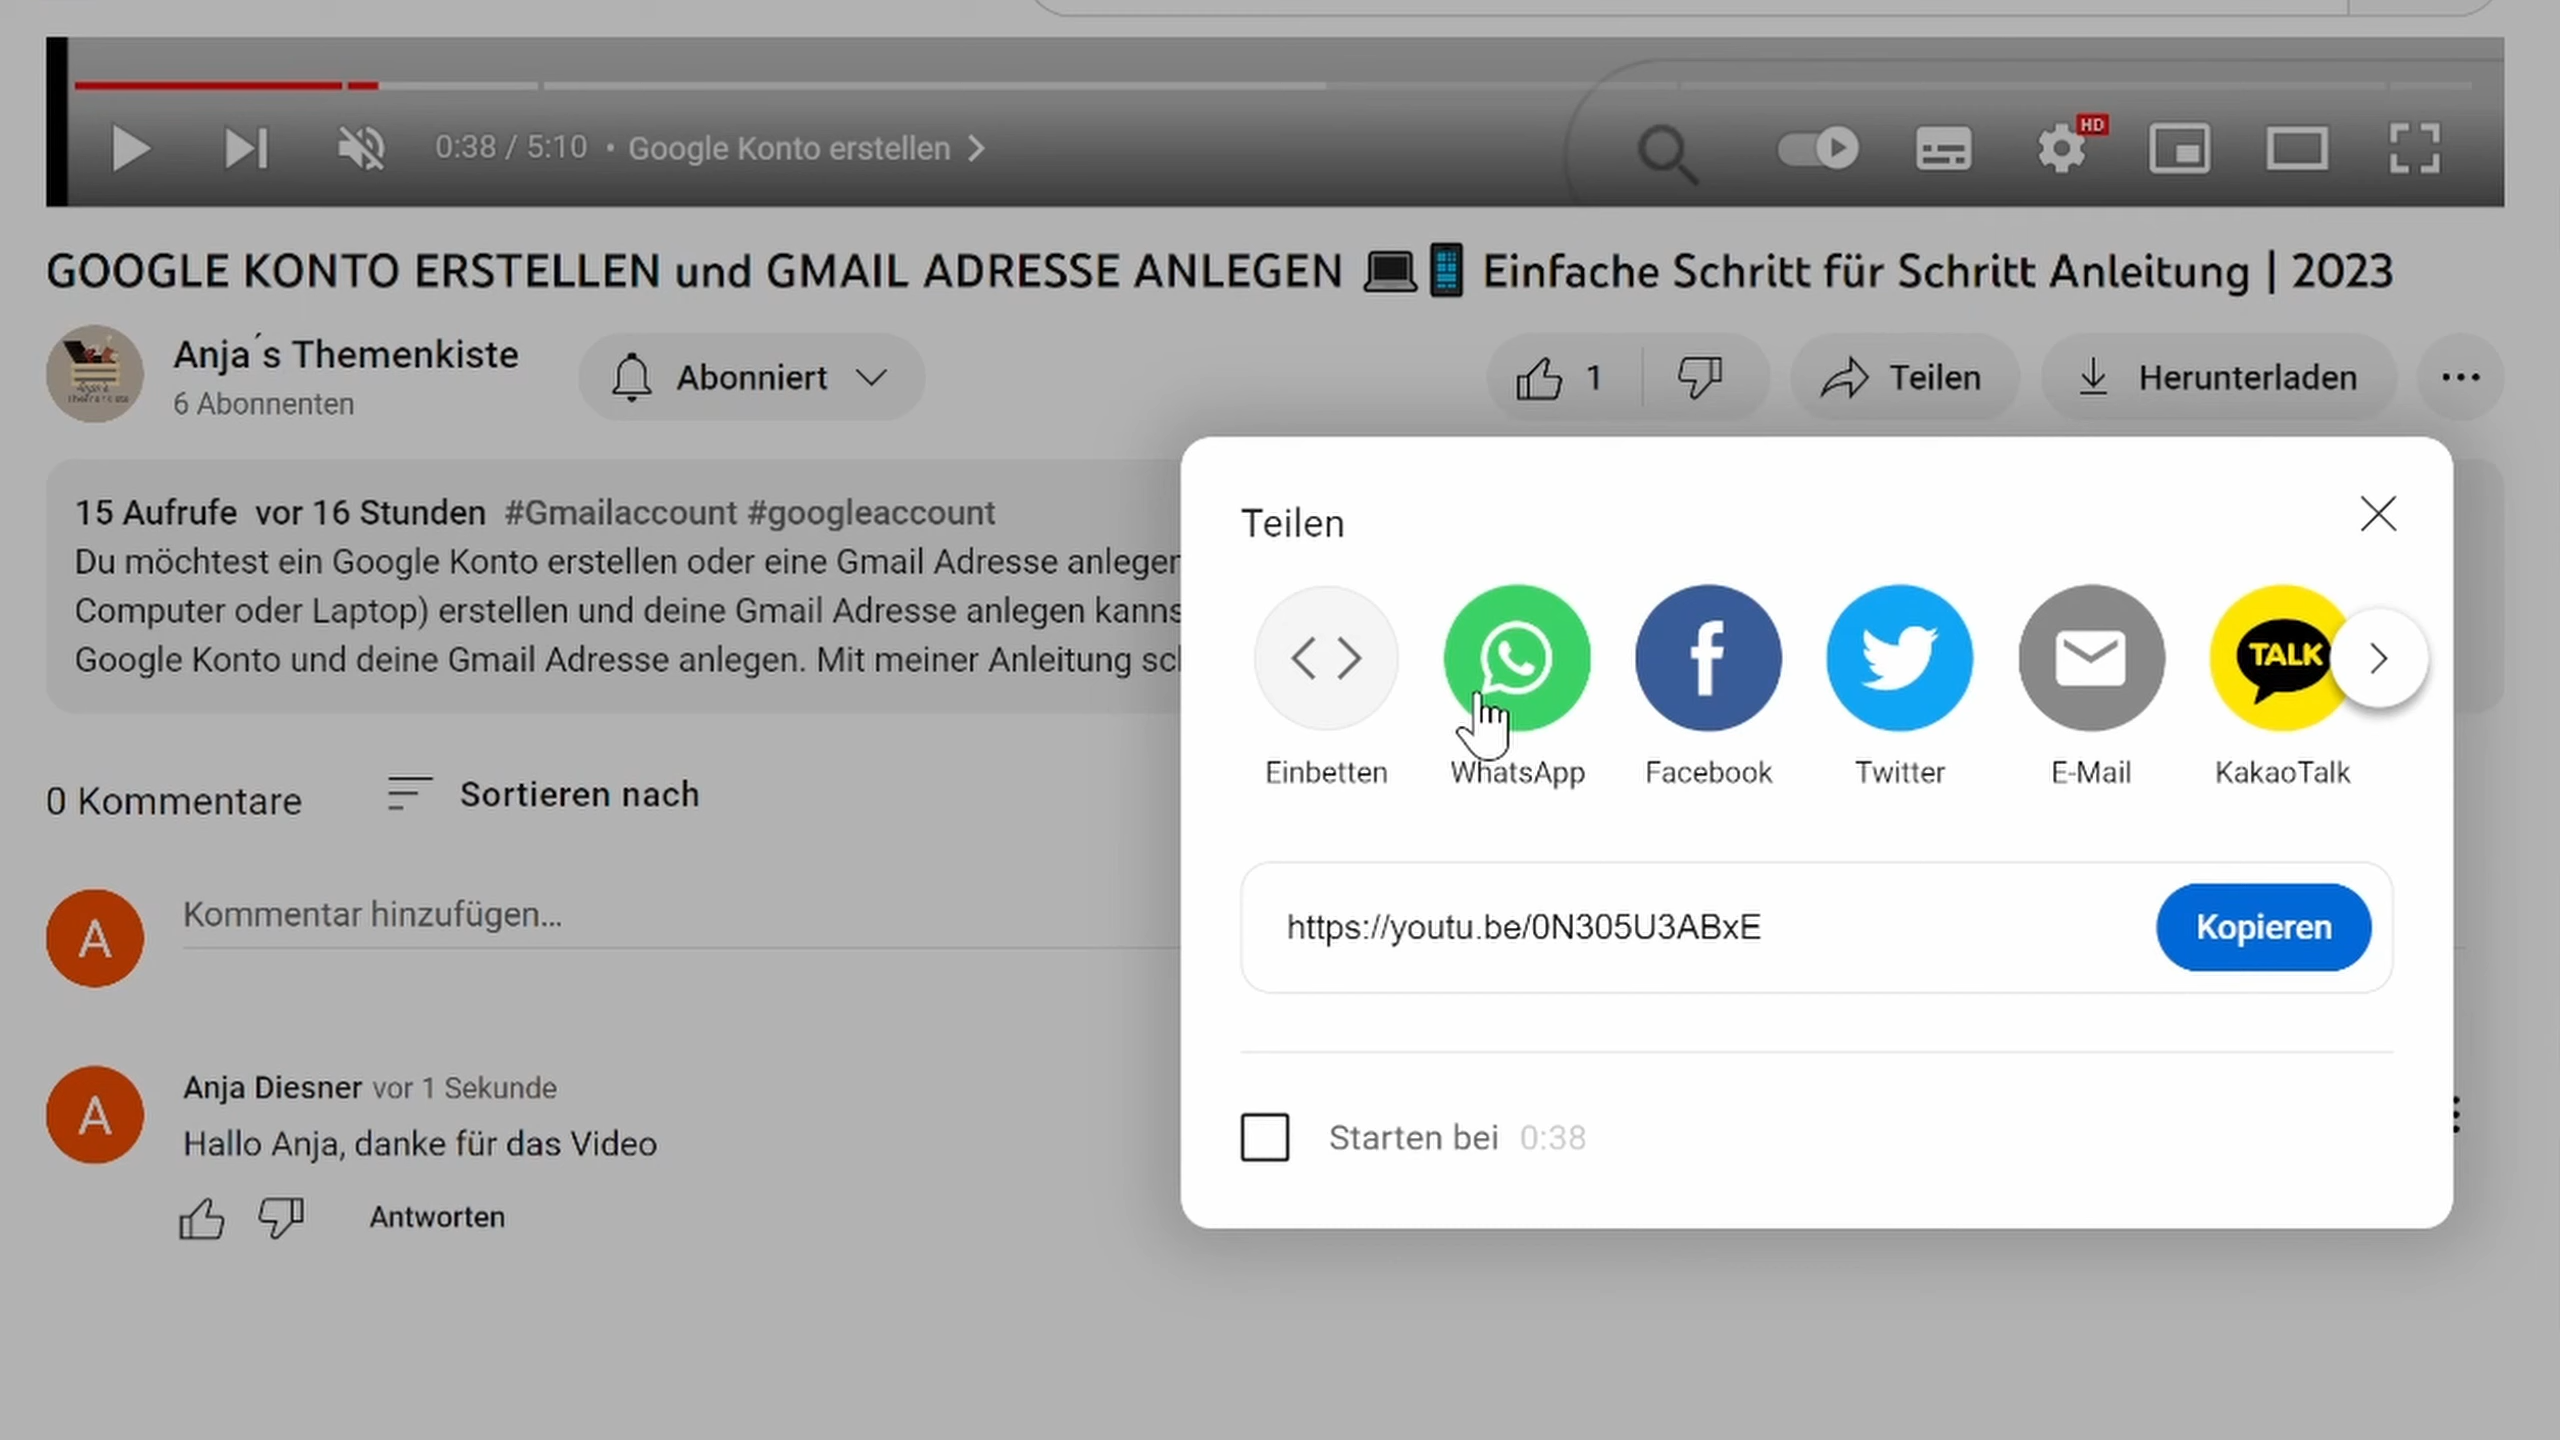 0:38 / 5:10 • Google Konto erstellen
HD
GOOGLE KONTO ERSTELLEN und GMAIL ADRESSE ANLEGEN 💻📱 Einfache Schritt für Schritt Anleitung | 2023
Anja´s Themenkiste
6 Abonnenten
Abonniert
1
Teilen
Herunterladen
15 Aufrufe vor 16 Stunden #Gmailaccount #googleaccount
Du möchtest ein Google Konto erstellen oder eine Gmail Adresse anlegen
Computer oder Laptop) erstellen und deine Gmail Adresse anlegen kanns
Google Konto und deine Gmail Adresse anlegen. Mit meiner Anleitung sc
0 Kommentare
Sortieren nach
A
Kommentar hinzufügen...
A
Anja Diesner vor 1 Sekunde
Hallo Anja, danke für das Video
Antworten
Teilen
TALK
Einbetten
WhatsApp
Facebook
Twitter
E-Mail
KakaoTalk
https://youtu.be/0N305U3ABxE
Kopieren
Starten bei 0:38